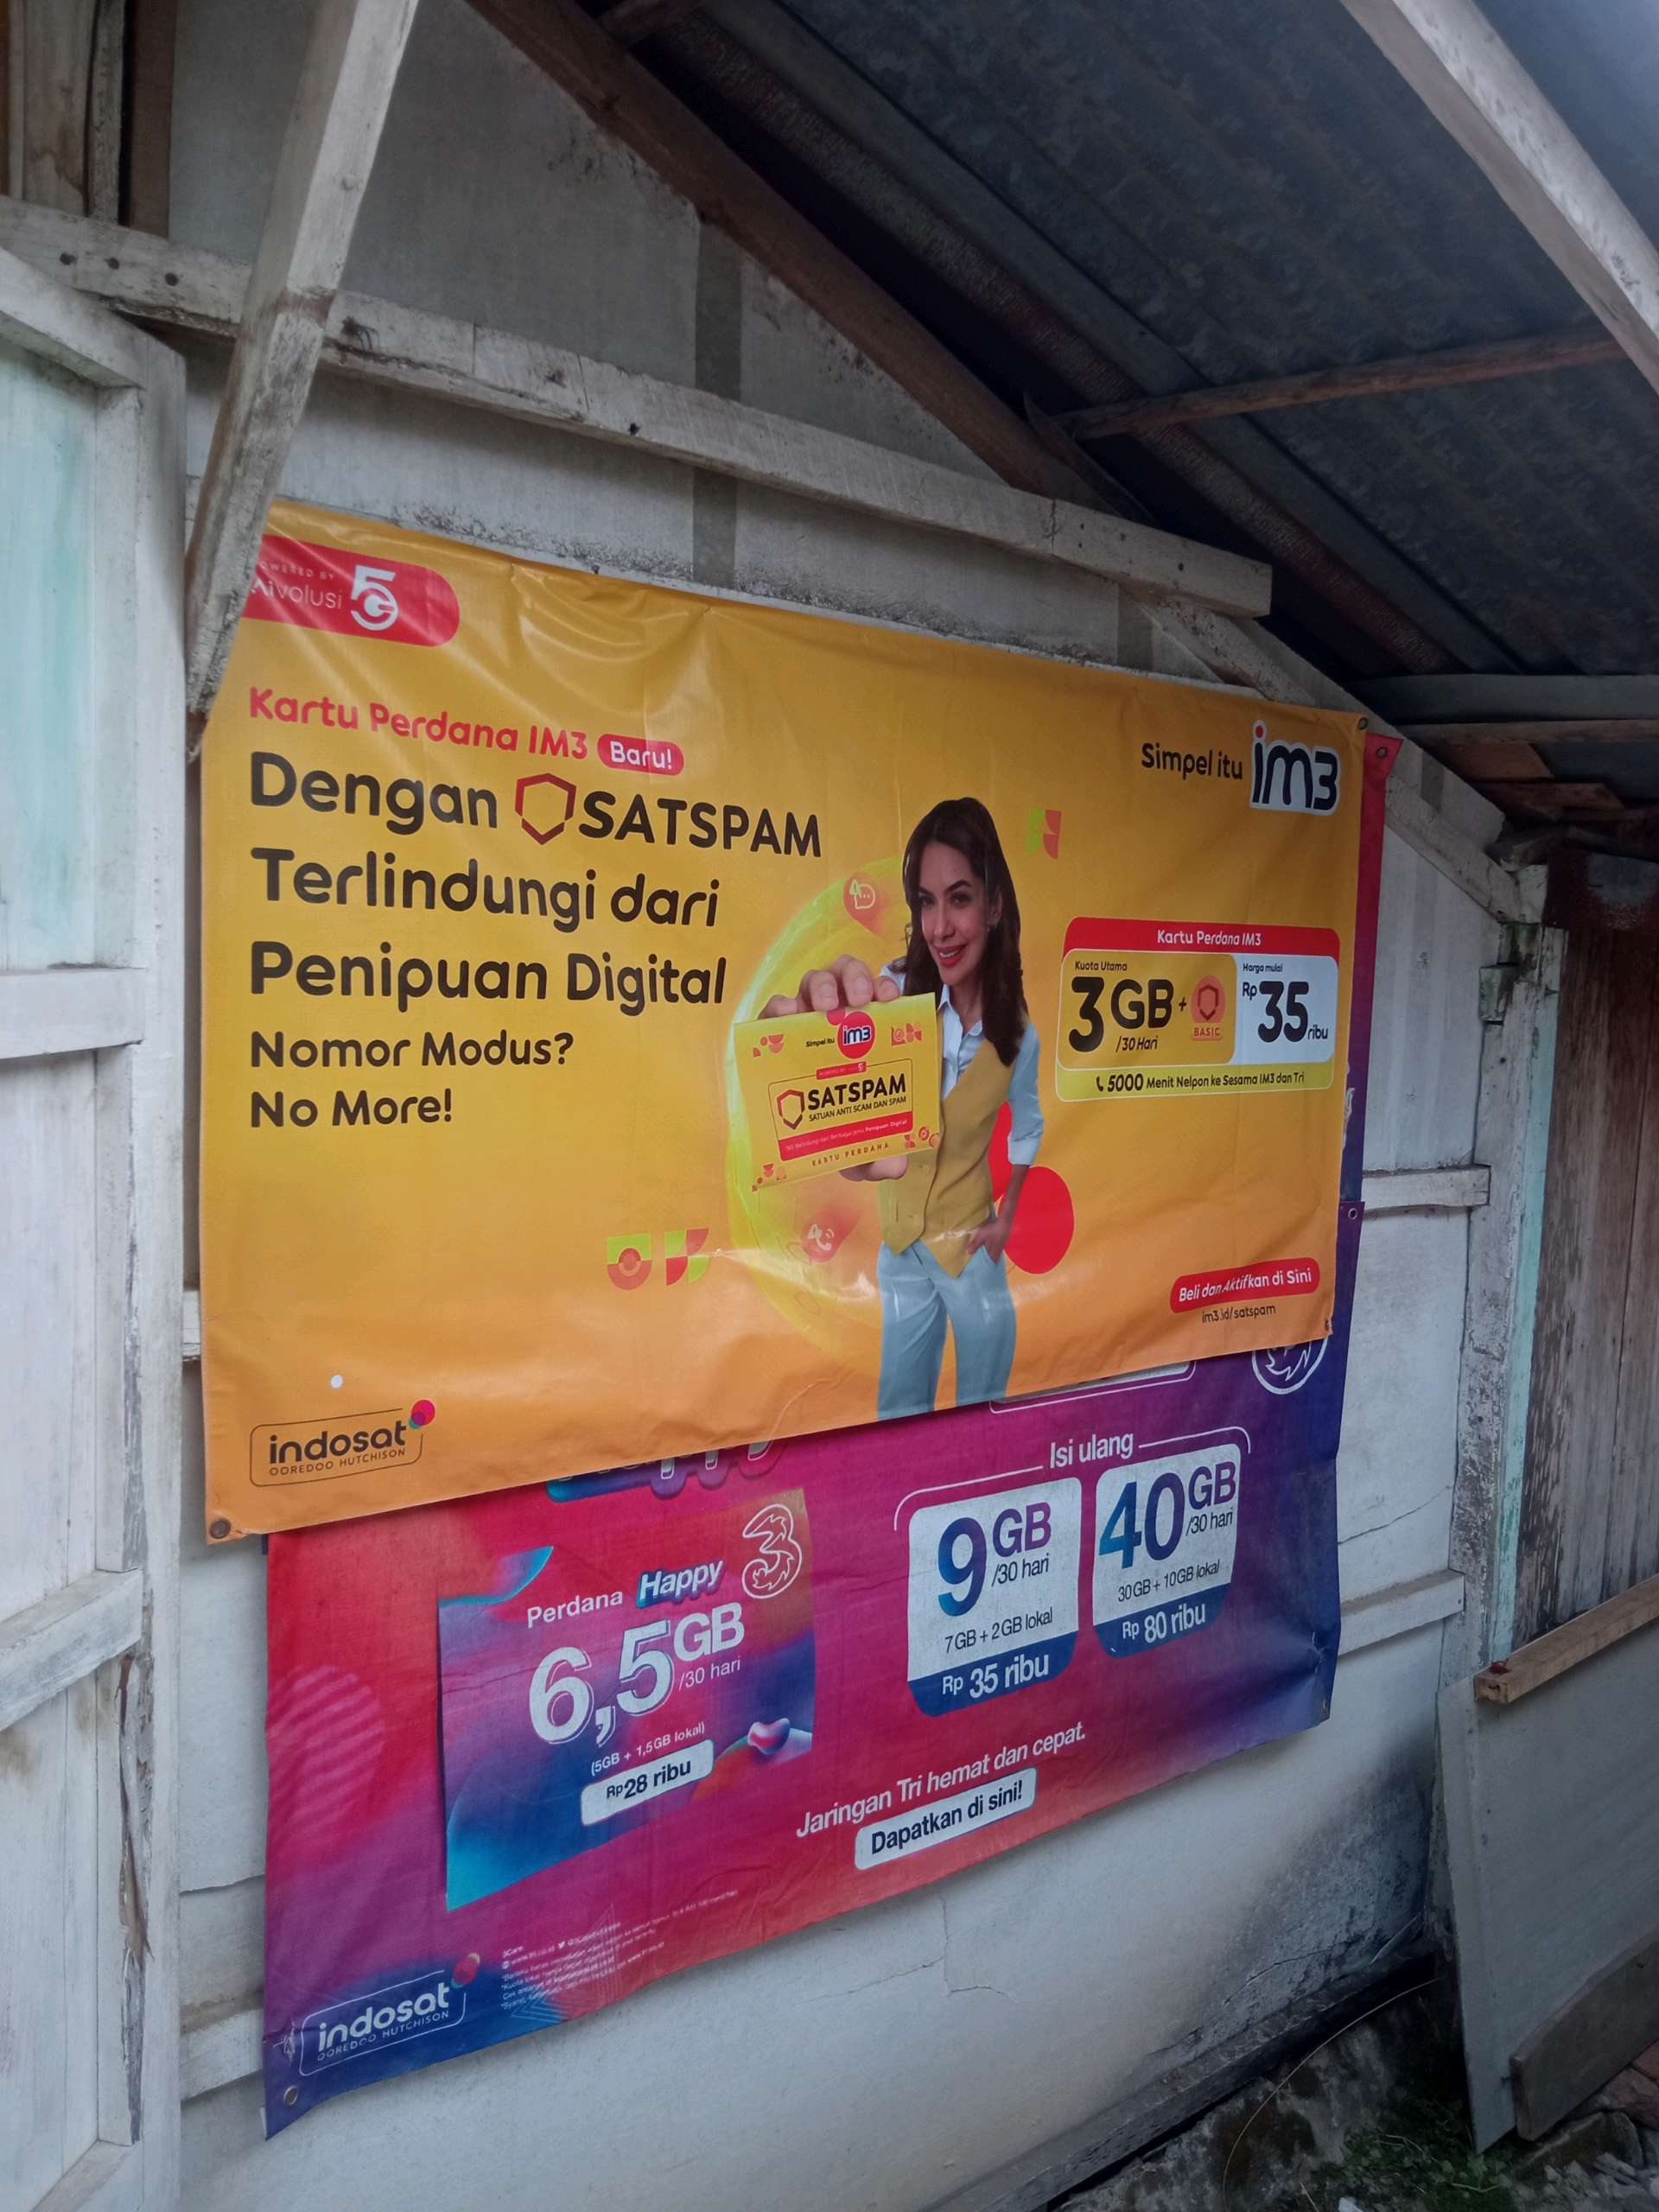 POWERED BY
AIvolusi 5G
Kartu Perdana IM3 Baru!
Dengan SATSPAM
Terlindungi dari
Penipuan Digital
Nomor Modus?
No More!
Simpel itu im3
Simpel itu im3
SATSPAM
SATUAN ANTI SCAM DAN SPAM
KARTU PERDANA
Kartu Perdana IM3
Kuota Utama
3GB
/30 Hari
+
BASIC
Harga mulai
Rp35 ribu
5000 Menit Nelpon ke Sesama IM3 dan Tri
Beli dan Aktifkan di Sini
im3.id/satspam
indosat
OOREDOO HUTCHISON
Perdana Happy 3
6,5GB
/30 hari
(5GB + 1,5GB lokal)
Rp28 ribu
Isi ulang
9GB
/30 hari
7GB + 2GB lokal
Rp 35 ribu
40GB
/30 hari
30GB + 10GB lokal
Rp 80 ribu
Jaringan Tri hemat dan cepat.
Dapatkan di sini!
indosat
OOREDOO HUTCHISON